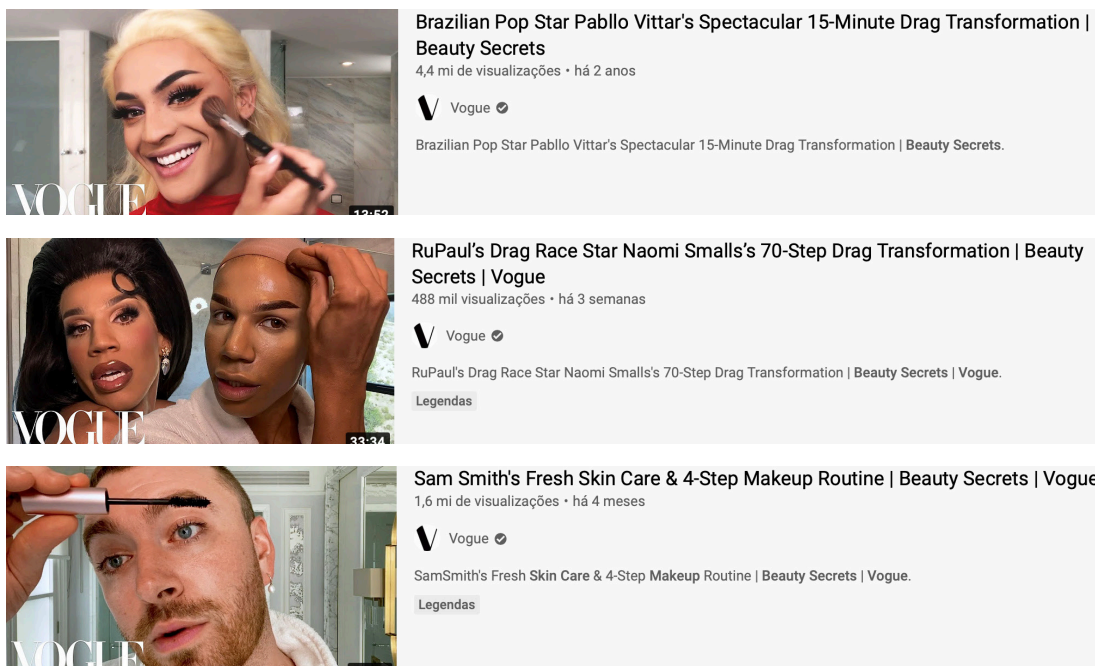 Brazilian Pop Star Pabllo Vittar's Spectacular 15-Minute Drag Transformation |
Beauty Secrets
4,4 mi de visualizações • há 2 anos
Vogue
Brazilian Pop Star Pabllo Vittar's Spectacular 15-Minute Drag Transformation | Beauty Secrets.
VOGUE
13:52
RuPaul’s Drag Race Star Naomi Smalls’s 70-Step Drag Transformation | Beauty
Secrets | Vogue
488 mil visualizações • há 3 semanas
Vogue
RuPaul's Drag Race Star Naomi Smalls's 70-Step Drag Transformation | Beauty Secrets | Vogue.
Legendas
VOGUE
33:34
Sam Smith's Fresh Skin Care & 4-Step Makeup Routine | Beauty Secrets | Vogue
1,6 mi de visualizações • há 4 meses
Vogue
SamSmith's Fresh Skin Care & 4-Step Makeup Routine | Beauty Secrets | Vogue.
Legendas
VOGUE